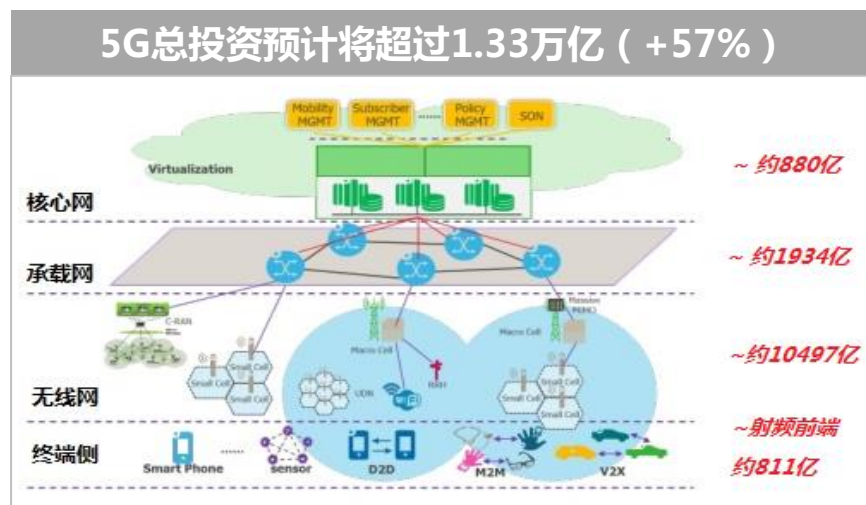 5G总投资预计将超过1.33万亿（+57%）
Mobility MGMT
Subscriber MGMT
......
Policy MGMT
SON
Virtualization
~ 约880亿
核心网
~ 约1934亿
承载网
C-RAN
Macro Cell
Macro Cell
Massive MIMO
Small Cell
Small Cell
Small Cell
UDN
WiFi
RRH
Small Cell
Small Cell
Small Cell
~约10497亿
无线网
~射频前端
约811亿
终端侧
Smart Phone
......
sensor
D2D
M2M
V2X